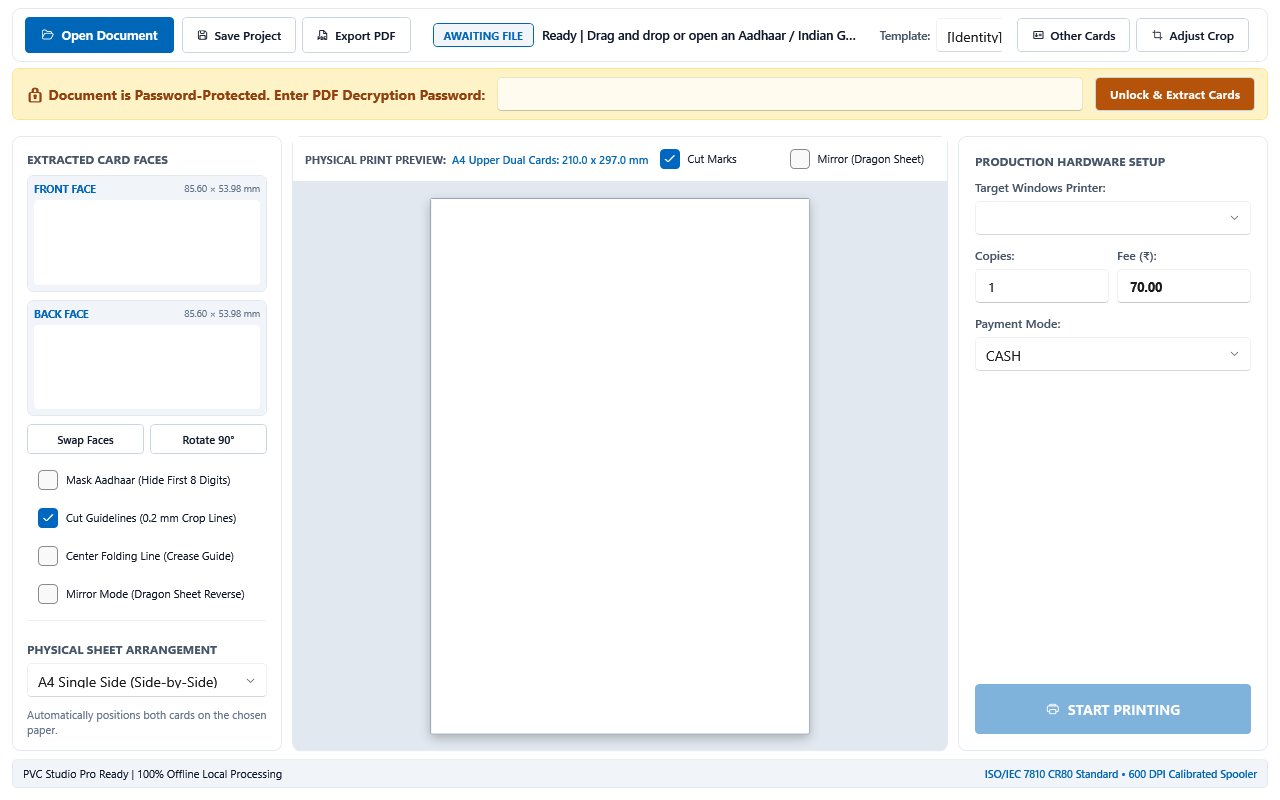 Open Document
Save Project
Export PDF
AWAITING FILE
Ready | Drag and drop or open an Aadhaar / Indian G...
Template:
[Identity]
Other Cards
Adjust Crop
Document is Password-Protected. Enter PDF Decryption Password:
Unlock & Extract Cards
EXTRACTED CARD FACES
FRONT FACE
85.60 × 53.98 mm
BACK FACE
85.60 × 53.98 mm
Swap Faces
Rotate 90°
Mask Aadhaar (Hide First 8 Digits)
Cut Guidelines (0.2 mm Crop Lines)
Center Folding Line (Crease Guide)
Mirror Mode (Dragon Sheet Reverse)
PHYSICAL SHEET ARRANGEMENT
A4 Single Side (Side-by-Side)
Automatically positions both cards on the chosen
paper.
PHYSICAL PRINT PREVIEW:
A4 Upper Dual Cards: 210.0 x 297.0 mm
Cut Marks
Mirror (Dragon Sheet)
PRODUCTION HARDWARE SETUP
Target Windows Printer:
Copies:
Fee (₹):
1
70.00
Payment Mode:
CASH
START PRINTING
PVC Studio Pro Ready | 100% Offline Local Processing
ISO/IEC 7810 CR80 Standard • 600 DPI Calibrated Spooler